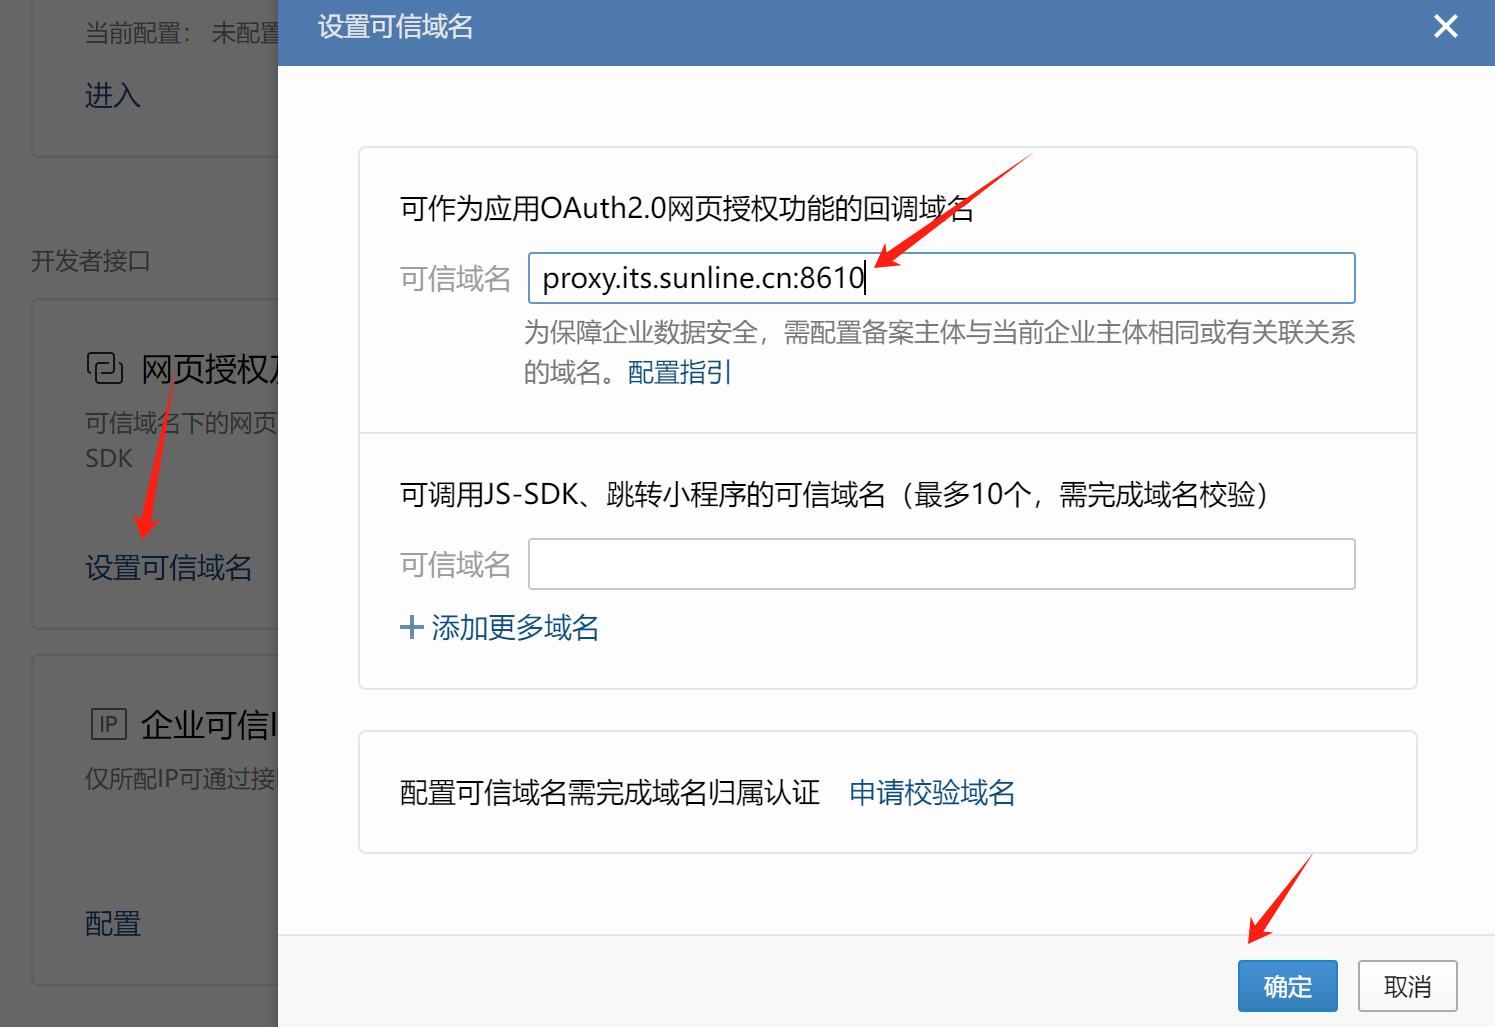 当前配置： 未配置
进入
开发者接口
网页授权及
可信域名下的网页
SDK
设置可信域名
IP 企业可信I
仅所配IP可通过接
配置
设置可信域名
可作为应用OAuth2.0网页授权功能的回调域名
可信域名 proxy.its.sunline.cn:8610
为保障企业数据安全，需配置备案主体与当前企业主体相同或有关联关系
的域名。配置指引
可调用JS-SDK、跳转小程序的可信域名（最多10个，需完成域名校验）
可信域名
添加更多域名
配置可信域名需完成域名归属认证 申请校验域名
确定 取消